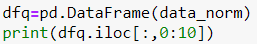 dfq=pd.DataFrame(data_norm)
print(dfq.iloc[:,0:10])